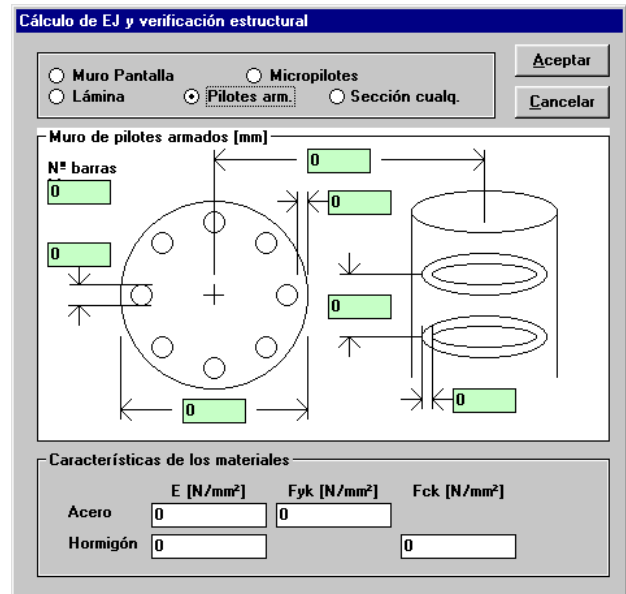 Cálculo de EJ y verificación estructural
Muro Pantalla
Micropilotes
Aceptar
Lámina
Pilotes arm.
Sección cualq.
Cancelar
Muro de pilotes armados [mm]
Nº barras
0
0
0
0
0
0
0
Características de los materiales
E [N/mm²] Fyk [N/mm²] Fck [N/mm²]
Acero 0 0
Hormigón 0 0